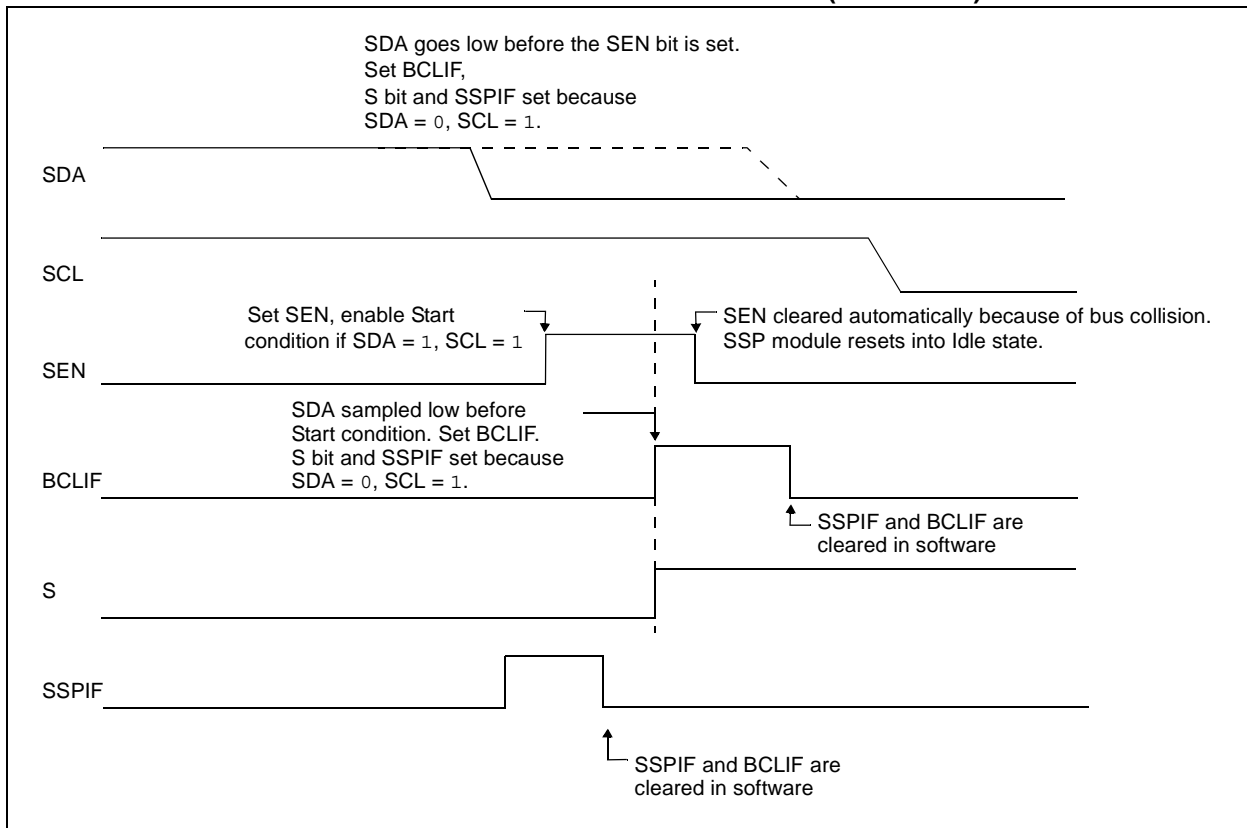 SDA goes low before the SEN bit is set.
Set BCLIF,
S bit and SSPIF set because
SDA = 0, SCL = 1.
SDA
SCL
Set SEN, enable Start
condition if SDA = 1, SCL = 1
SEN cleared automatically because of bus collision.
SSP module resets into Idle state.
SEN
SDA sampled low before
Start condition. Set BCLIF.
S bit and SSPIF set because
SDA = 0, SCL = 1.
BCLIF
SSPIF and BCLIF are
cleared in software
S
SSPIF
SSPIF and BCLIF are
cleared in software